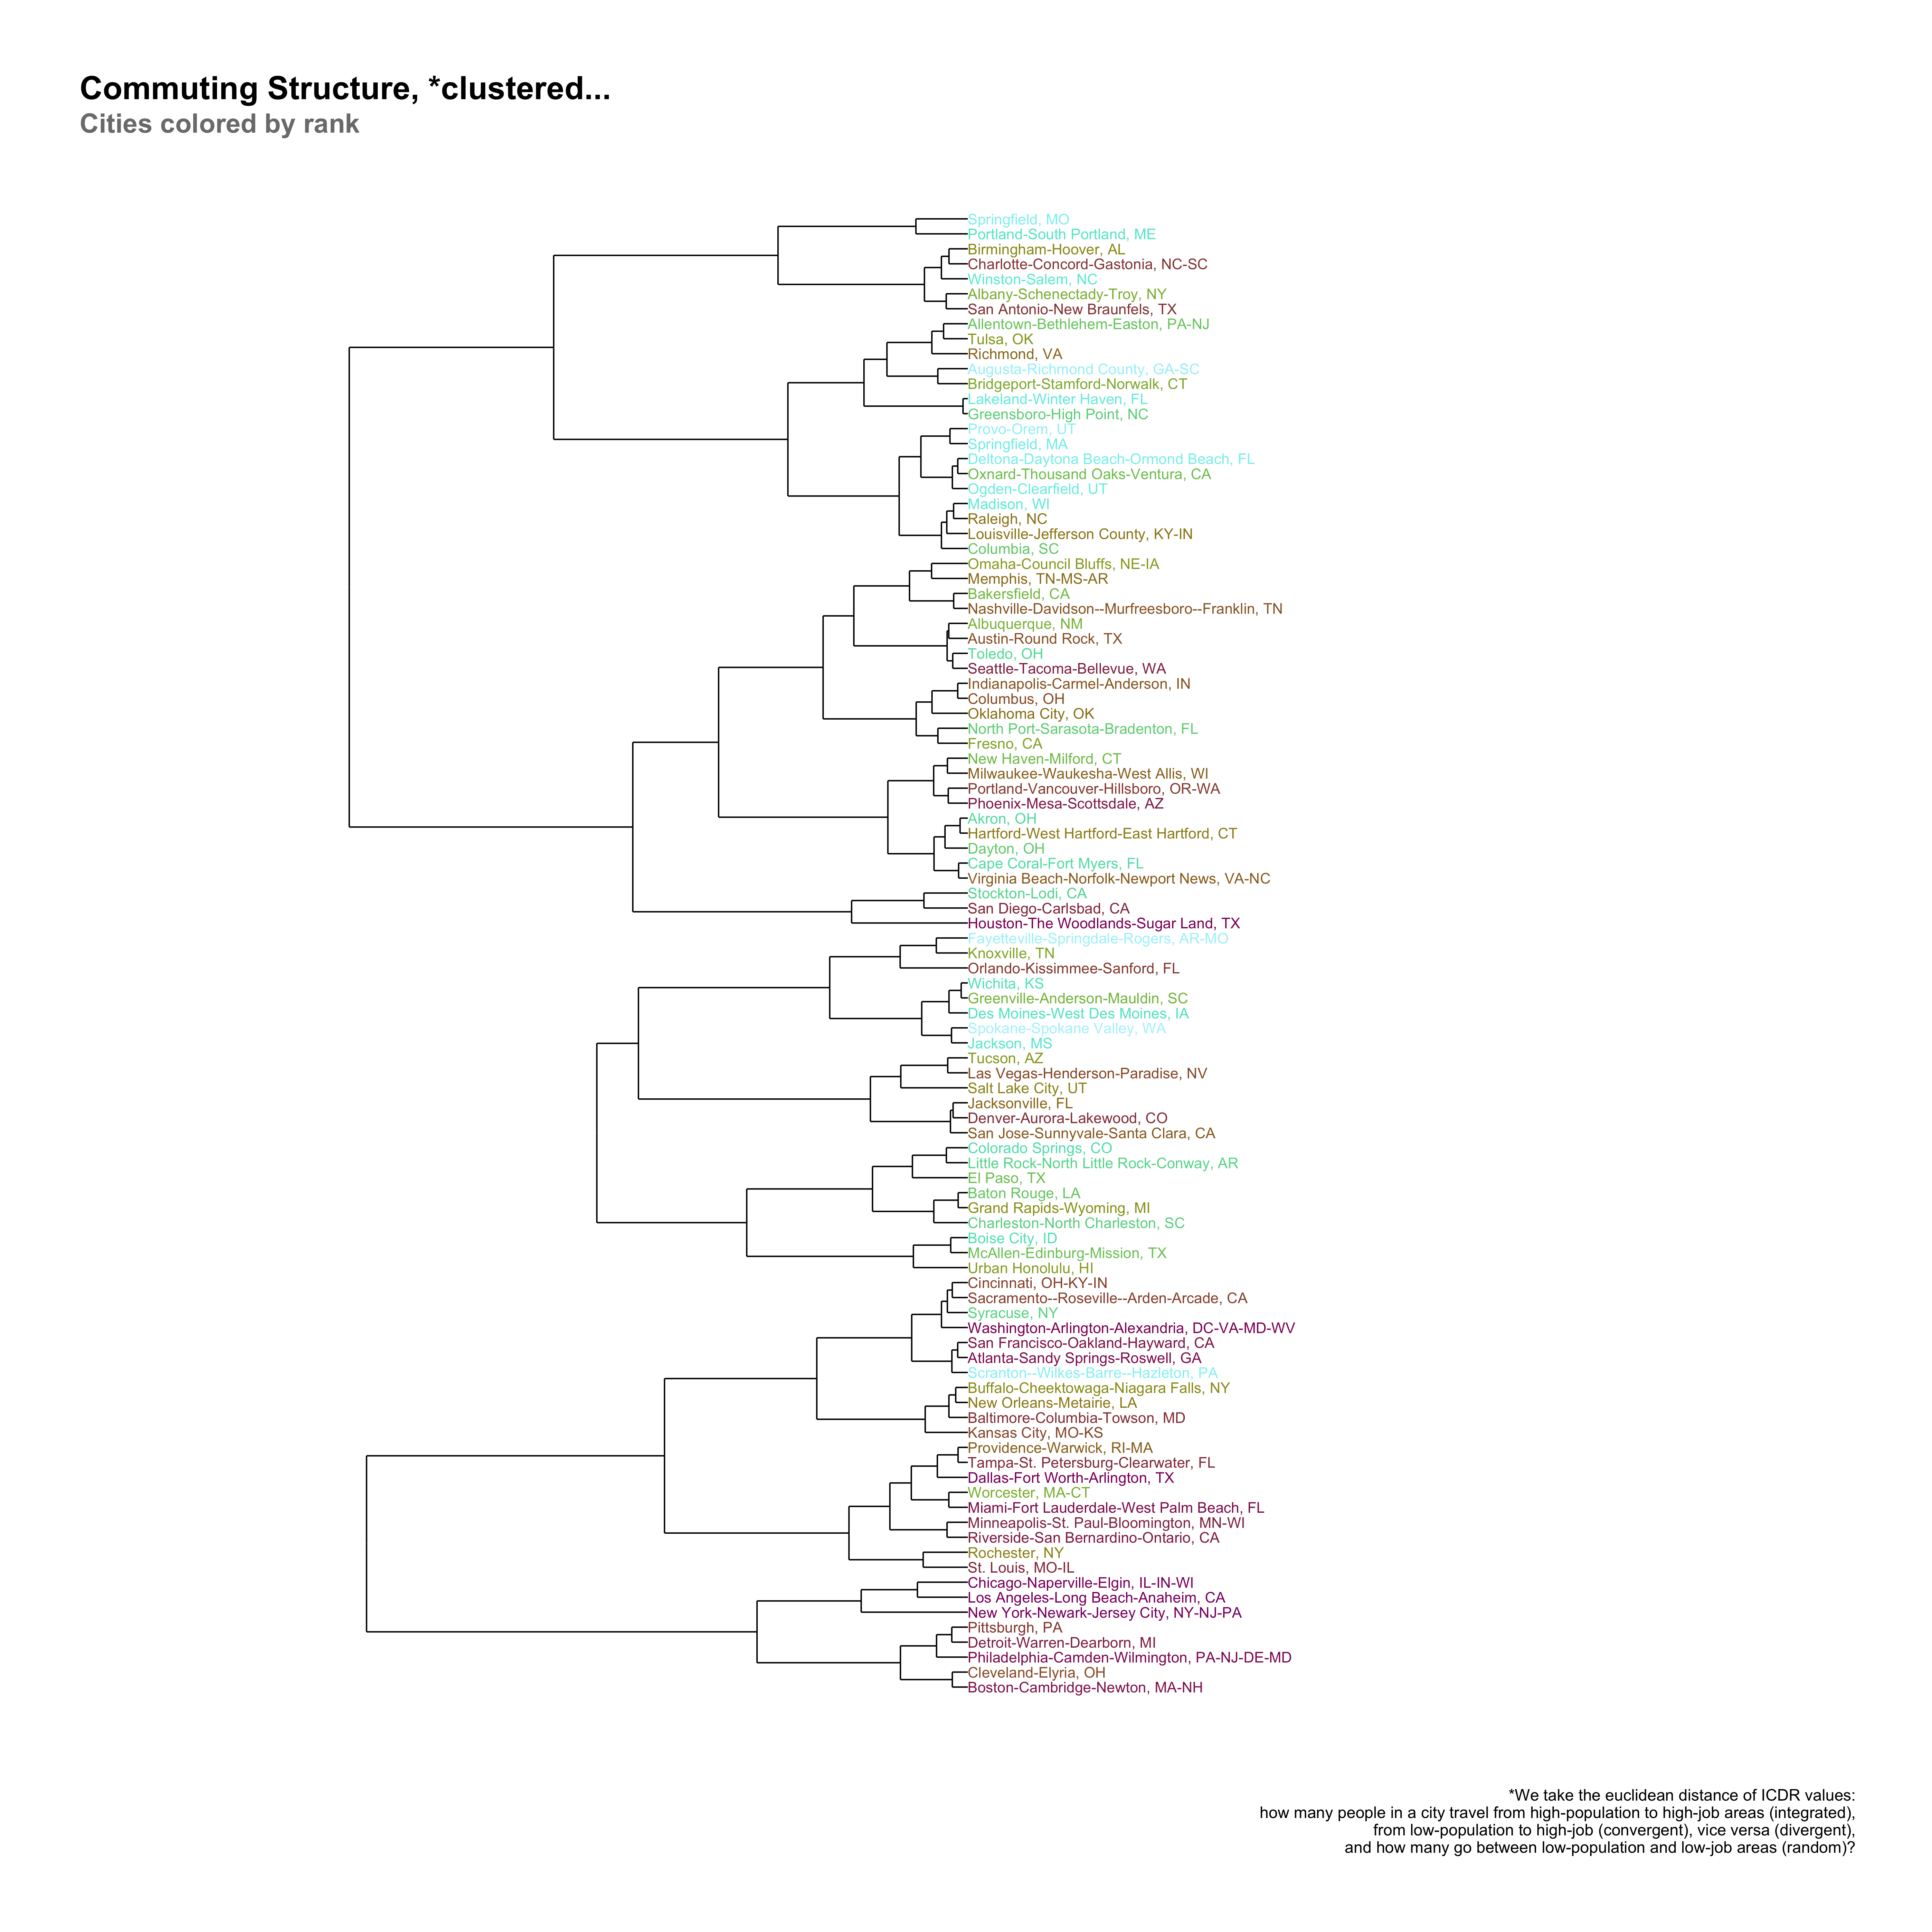 Commuting Structure, *clustered...
Cities colored by rank
Springfield, MO
Portland-South Portland, ME
Birmingham-Hoover, AL
Charlotte-Concord-Gastonia, NC-SC
Winston-Salem, NC
Albany-Schenectady-Troy, NY
San Antonio-New Braunfels, TX
Allentown-Bethlehem-Easton, PA-NJ
Tulsa, OK
Richmond, VA
Augusta-Richmond County, GA-SC
Bridgeport-Stamford-Norwalk, CT
Lakeland-Winter Haven, FL
Greensboro-High Point, NC
Provo-Orem, UT
Springfield, MA
Deltona-Daytona Beach-Ormond Beach, FL
Oxnard-Thousand Oaks-Ventura, CA
Ogden-Clearfield, UT
Madison, WI
Raleigh, NC
Louisville-Jefferson County, KY-IN
Columbia, SC
Omaha-Council Bluffs, NE-IA
Memphis, TN-MS-AR
Bakersfield, CA
Nashville-Davidson--Murfreesboro--Franklin, TN
Albuquerque, NM
Austin-Round Rock, TX
Toledo, OH
Seattle-Tacoma-Bellevue, WA
Indianapolis-Carmel-Anderson, IN
Columbus, OH
Oklahoma City, OK
North Port-Sarasota-Bradenton, FL
Fresno, CA
New Haven-Milford, CT
Milwaukee-Waukesha-West Allis, WI
Portland-Vancouver-Hillsboro, OR-WA
Phoenix-Mesa-Scottsdale, AZ
Akron, OH
Hartford-West Hartford-East Hartford, CT
Dayton, OH
Cape Coral-Fort Myers, FL
Virginia Beach-Norfolk-Newport News, VA-NC
Stockton-Lodi, CA
San Diego-Carlsbad, CA
Houston-The Woodlands-Sugar Land, TX
Fayetteville-Springdale-Rogers, AR-MO
Knoxville, TN
Orlando-Kissimmee-Sanford, FL
Wichita, KS
Greenville-Anderson-Mauldin, SC
Des Moines-West Des Moines, IA
Spokane-Spokane Valley, WA
Jackson, MS
Tucson, AZ
Las Vegas-Henderson-Paradise, NV
Salt Lake City, UT
Jacksonville, FL
Denver-Aurora-Lakewood, CO
San Jose-Sunnyvale-Santa Clara, CA
Colorado Springs, CO
Little Rock-North Little Rock-Conway, AR
El Paso, TX
Baton Rouge, LA
Grand Rapids-Wyoming, MI
Charleston-North Charleston, SC
Boise City, ID
McAllen-Edinburg-Mission, TX
Urban Honolulu, HI
Cincinnati, OH-KY-IN
Sacramento--Roseville--Arden-Arcade, CA
Syracuse, NY
Washington-Arlington-Alexandria, DC-VA-MD-WV
San Francisco-Oakland-Hayward, CA
Atlanta-Sandy Springs-Roswell, GA
Scranton--Wilkes-Barre--Hazleton, PA
Buffalo-Cheektowaga-Niagara Falls, NY
New Orleans-Metairie, LA
Baltimore-Columbia-Towson, MD
Kansas City, MO-KS
Providence-Warwick, RI-MA
Tampa-St. Petersburg-Clearwater, FL
Dallas-Fort Worth-Arlington, TX
Worcester, MA-CT
Miami-Fort Lauderdale-West Palm Beach, FL
Minneapolis-St. Paul-Bloomington, MN-WI
Riverside-San Bernardino-Ontario, CA
Rochester, NY
St. Louis, MO-IL
Chicago-Naperville-Elgin, IL-IN-WI
Los Angeles-Long Beach-Anaheim, CA
New York-Newark-Jersey City, NY-NJ-PA
Pittsburgh, PA
Detroit-Warren-Dearborn, MI
Philadelphia-Camden-Wilmington, PA-NJ-DE-MD
Cleveland-Elyria, OH
Boston-Cambridge-Newton, MA-NH
*We take the euclidean distance of ICDR values:
how many people in a city travel from high-population to high-job areas (integrated),
from low-population to high-job (convergent), vice versa (divergent),
and how many go between low-population and low-job areas (random)?